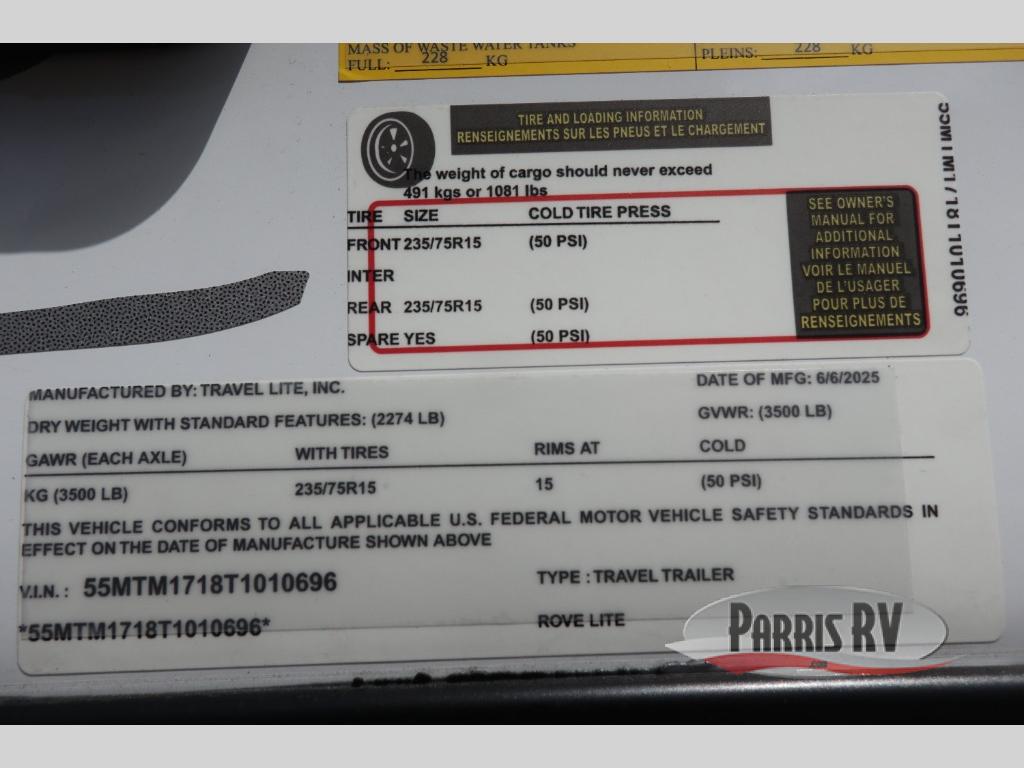 MASS OF WASTE WATER TANKS
FULL: 228 KG
PLEINS: 228 KG
TIRE AND LOADING INFORMATION
RENSEIGNEMENTS SUR LES PNEUS ET LE CHARGEMENT
The weight of cargo should never exceed
491 kgs or 1081 lbs
TIRE SIZE COLD TIRE PRESS
FRONT 235/75R15 (50 PSI)
INTER
REAR 235/75R15 (50 PSI)
SPARE YES (50 PSI)
SEE OWNER'S
MANUAL FOR
ADDITIONAL
INFORMATION
VOIR LE MANUEL
DE L'USAGER
POUR PLUS DE
RENSEIGNEMENTS
MANUFACTURED BY: TRAVEL LITE, INC. DATE OF MFG: 6/6/2025
DRY WEIGHT WITH STANDARD FEATURES: (2274 LB) GVWR: (3500 LB)
GAWR (EACH AXLE) WITH TIRES RIMS AT COLD
KG (3500 LB) 235/75R15 15 (50 PSI)
THIS VEHICLE CONFORMS TO ALL APPLICABLE U.S. FEDERAL MOTOR VEHICLE SAFETY STANDARDS IN
EFFECT ON THE DATE OF MANUFACTURE SHOWN ABOVE
V.I.N. : 55MTM1718T1010696 TYPE : TRAVEL TRAILER
*55MTM1718T1010696* ROVE LITE
PARRIS RV
.com